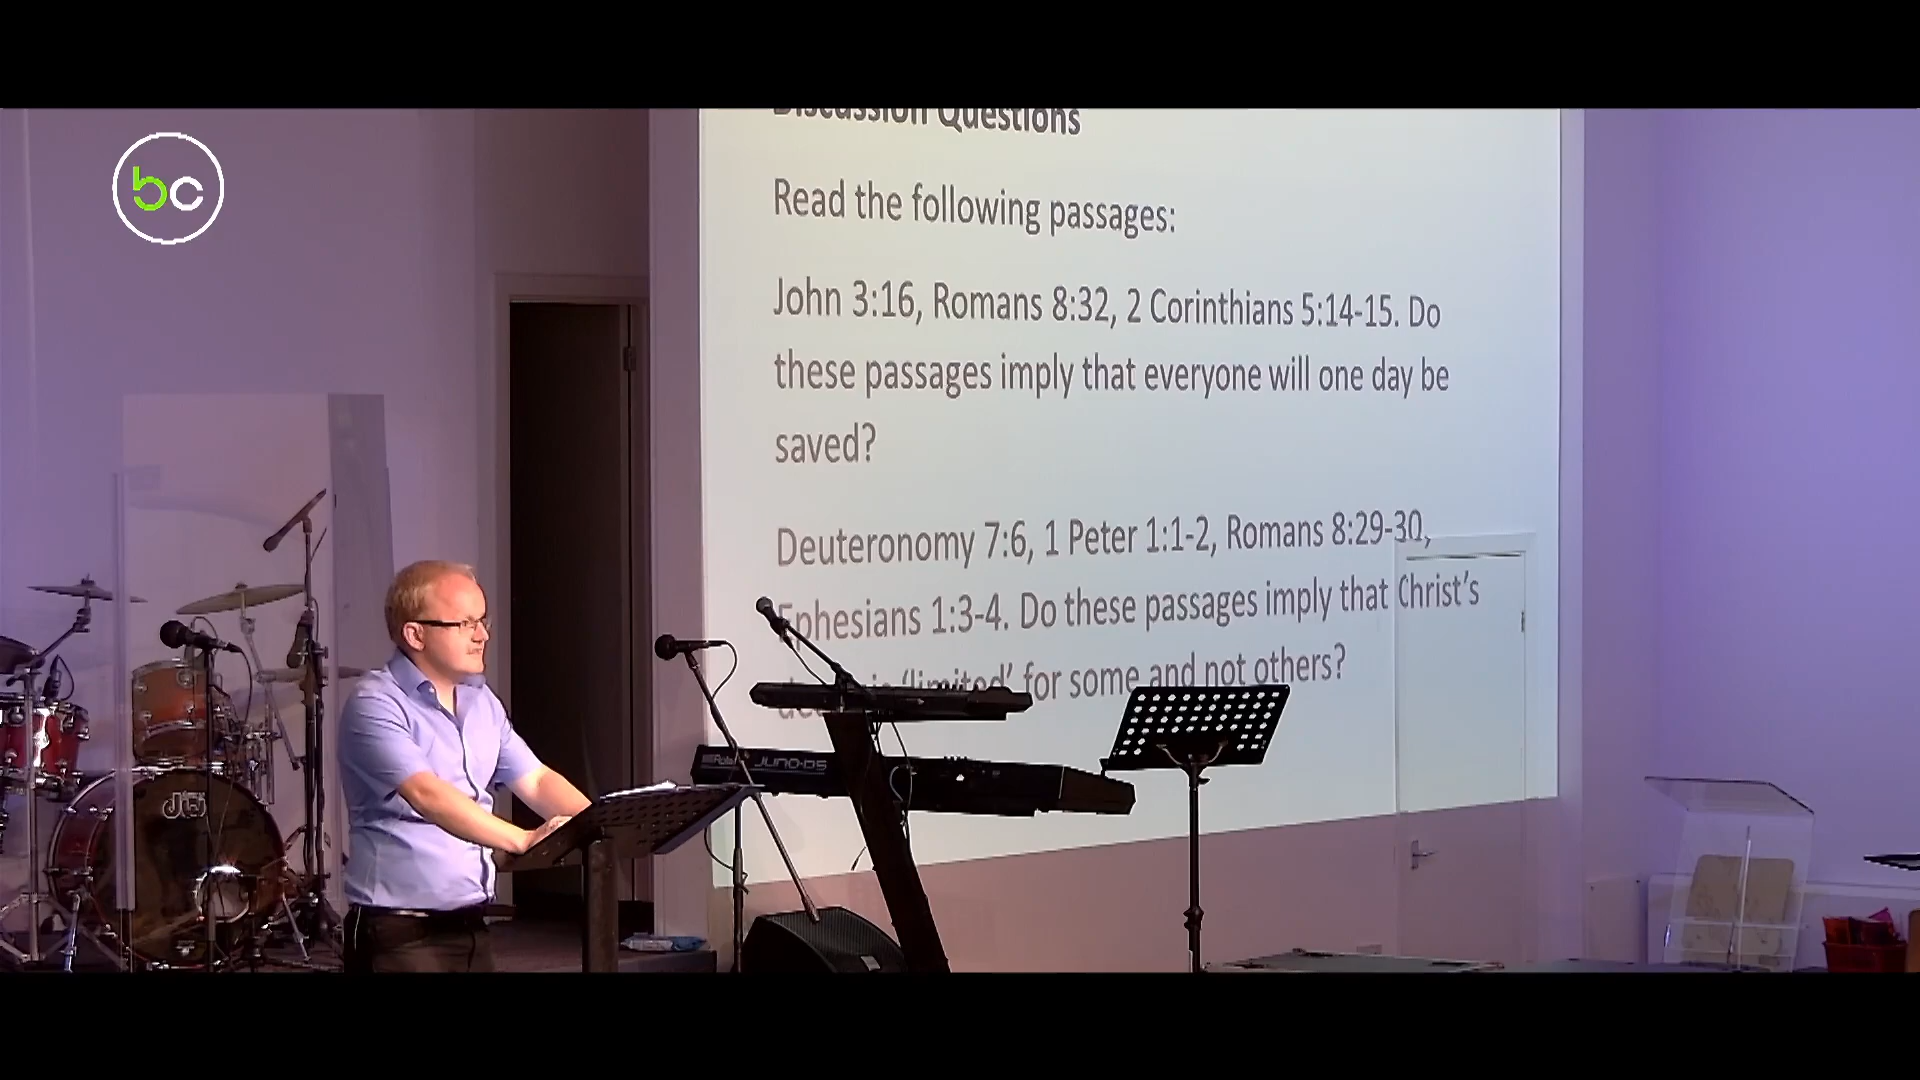 bc
Discussion Questions
Read the following passages:
John 3:16, Romans 8:32, 2 Corinthians 5:14-15. Do
these passages imply that everyone will one day be
saved?
Deuteronomy 7:6, 1 Peter 1:1-2, Romans 8:29-30,
Ephesians 1:3-4. Do these passages imply that Christ's
'limited' for some and not others?
Roland JUNO-DS
dw